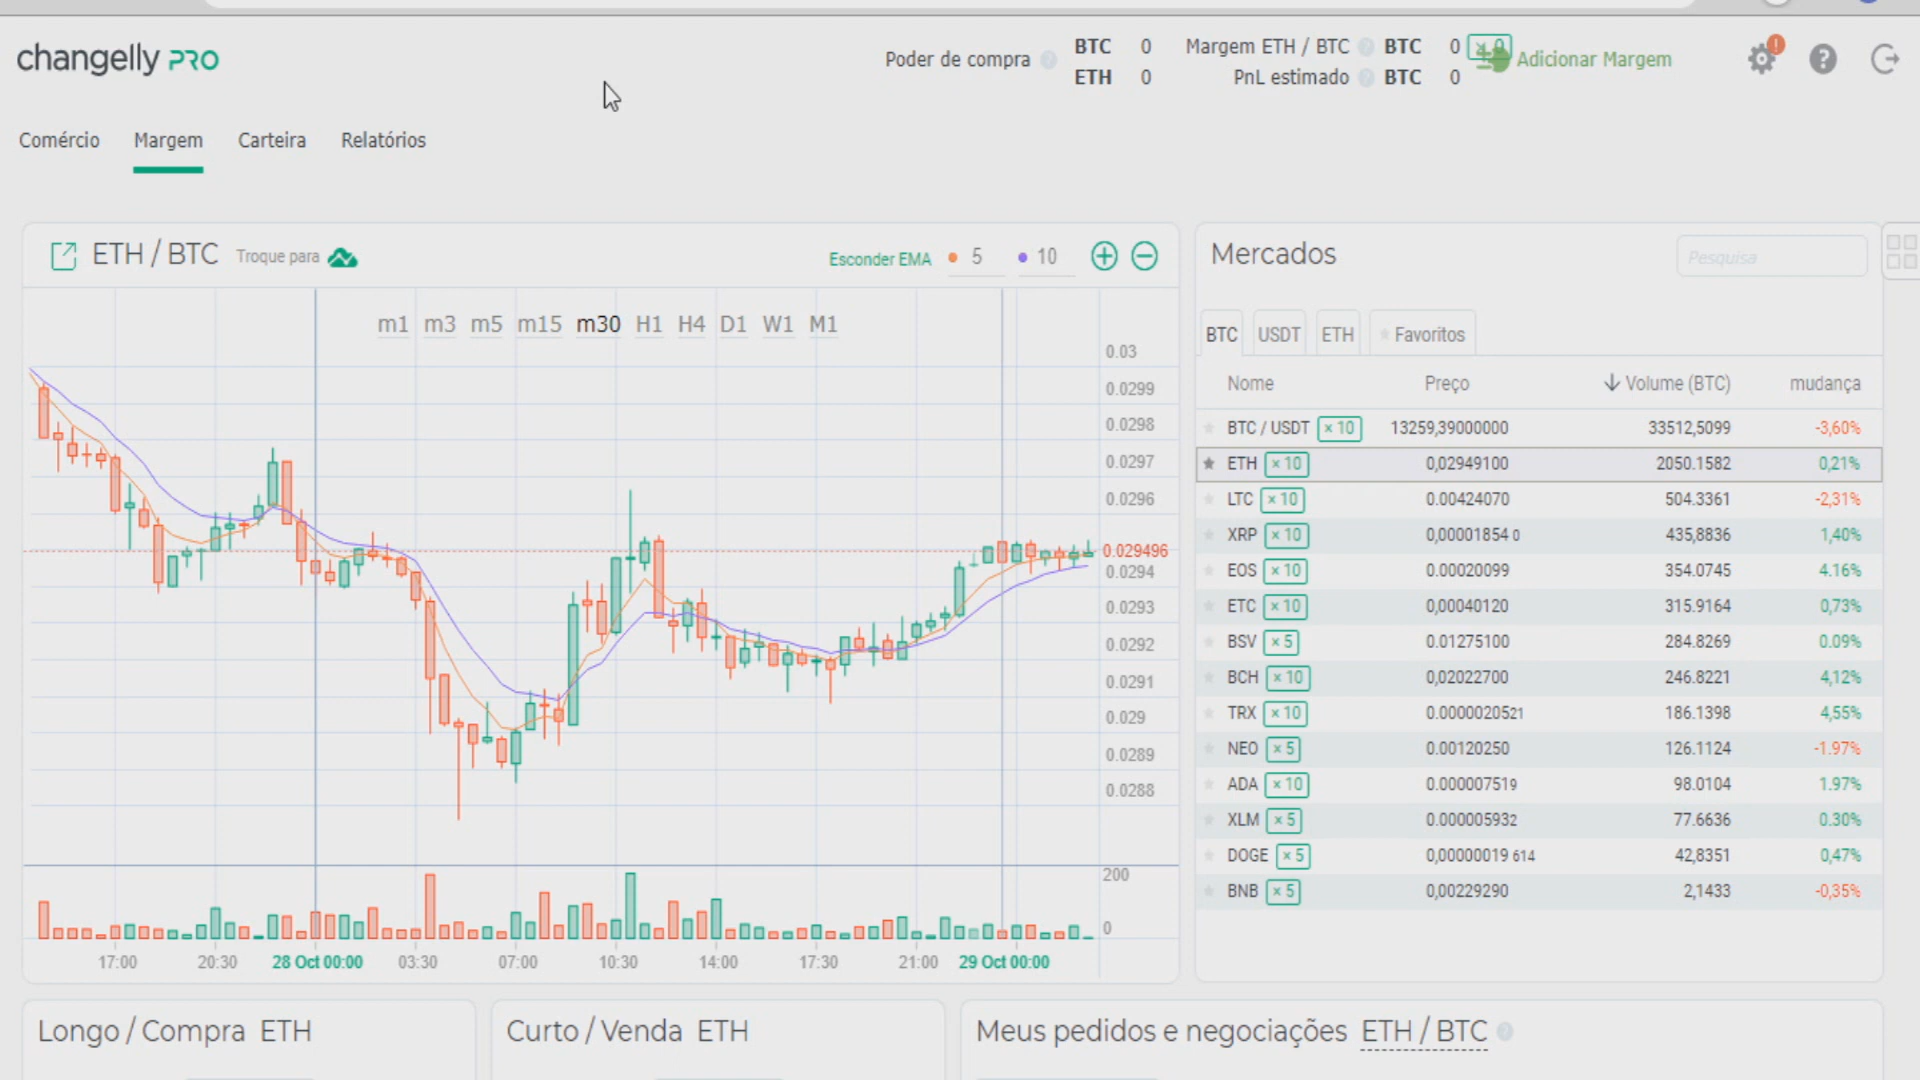 changelly PRO
Poder de compra BTC 0
ETH 0
Margem ETH / BTC BTC 0
PnL estimado BTC 0
Adicionar Margem
Comércio Margem Carteira Relatórios
ETH / BTC Troque para Esconder EMA 5 10
m1 m3 m5 m15 m30 H1 H4 D1 W1 M1
0.03
0.0299
0.0298
0.0297
0.0296
0.029496
0.0294
0.0293
0.0292
0.0291
0.029
0.0289
0.0288
200
0
17:00 20:30 28 Oct 00:00 03:30 07:00 10:30 14:00 17:30 21:00 29 Oct 00:00
Mercados Pesquisa
BTC USDT ETH Favoritos
Nome Preço Volume (BTC) mudança
BTC / USDT × 10 13259,39000000 33512,5099 -3,60%
ETH × 10 0,02949100 2050.1582 0,21%
LTC × 10 0.00424070 504.3361 -2,31%
XRP × 10 0,00001854 0 435,8836 1,40%
EOS × 10 0.00020099 354.0745 4.16%
ETC × 10 0,00040120 315.9164 0,73%
BSV × 5 0.01275100 284.8269 0.09%
BCH × 10 0,02022700 246.8221 4,12%
TRX × 10 0.0000020521 186.1398 4,55%
NEO × 5 0.00120250 126.1124 -1.97%
ADA × 10 0.000007519 98.0104 1.97%
XLM × 5 0.000005932 77.6636 0.30%
DOGE × 5 0,00000019 614 42,8351 0,47%
BNB × 5 0,00229290 2,1433 -0,35%
Longo / Compra ETH
Curto / Venda ETH
Meus pedidos e negociações ETH / BTC